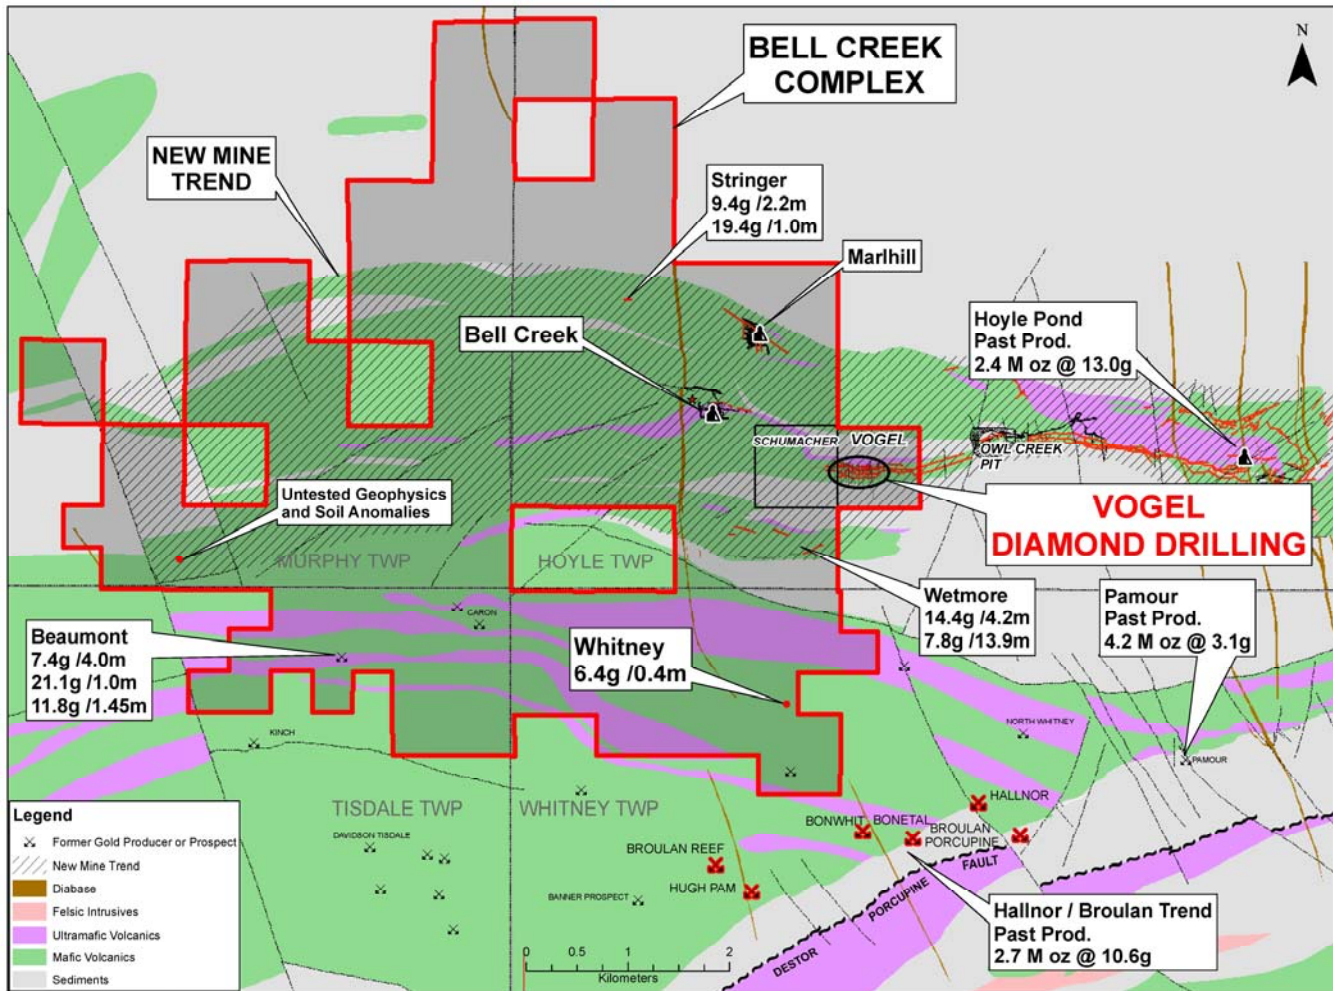 BELL CREEK
COMPLEX
N
NEW MINE
TREND
Stringer
9.4g /2.2m
19.4g /1.0m
Marlhill
Bell Creek
Hoyle Pond
Past Prod.
2.4 M oz @ 13.0g
SCHUMACHER
VOGEL
OWL CREEK
PIT
Untested Geophysics
and Soil Anomalies
VOGEL
DIAMOND DRILLING
MURPHY TWP
HOYLE TWP
Wetmore
14.4g /4.2m
7.8g /13.9m
Pamour
Past Prod.
4.2 M oz @ 3.1g
CARON
Beaumont
7.4g /4.0m
21.1g /1.0m
11.8g /1.45m
Whitney
6.4g /0.4m
KINCH
NORTH WHITNEY
PAMOUR
TISDALE TWP
WHITNEY TWP
HALLNOR
BONWHIT
BONETAL
BROULAN
PORCUPINE
DAVIDSON TISDALE
BROULAN REEF
HUGH PAM
BANNER PROSPECT
DESTOR
PORCUPINE
FAULT
Hallnor / Broulan Trend
Past Prod.
2.7 M oz @ 10.6g
Legend
Former Gold Producer or Prospect
New Mine Trend
Diabase
Felsic Intrusives
Ultramafic Volcanics
Mafic Volcanics
Sediments
0 0.5 1 2
Kilometers